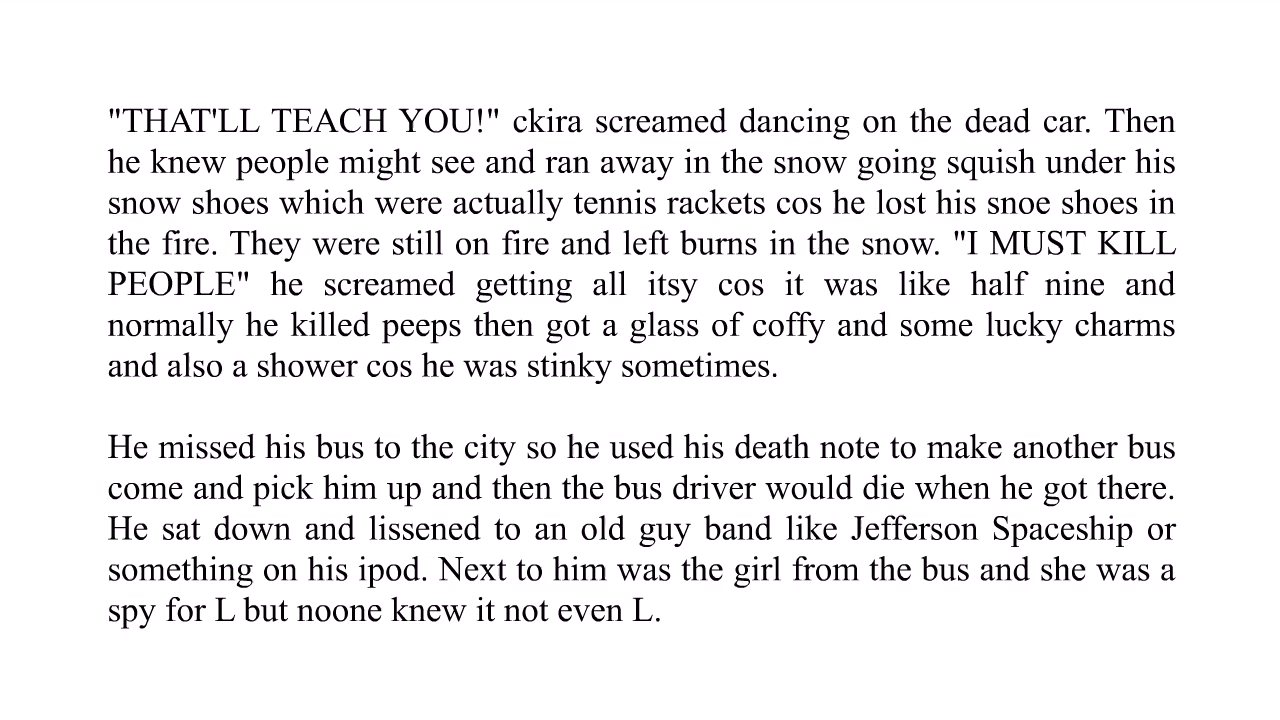 "THAT'LL TEACH YOU!" ckira screamed dancing on the dead car. Then
he knew people might see and ran away in the snow going squish under his
snow shoes which were actually tennis rackets cos he lost his snoe shoes in
the fire. They were still on fire and left burns in the snow. "I MUST KILL
PEOPLE" he screamed getting all itsy cos it was like half nine and
normally he killed peeps then got a glass of coffy and some lucky charms
and also a shower cos he was stinky sometimes.

He missed his bus to the city so he used his death note to make another bus
come and pick him up and then the bus driver would die when he got there.
He sat down and lissened to an old guy band like Jefferson Spaceship or
something on his ipod. Next to him was the girl from the bus and she was a
spy for L but noone knew it not even L.